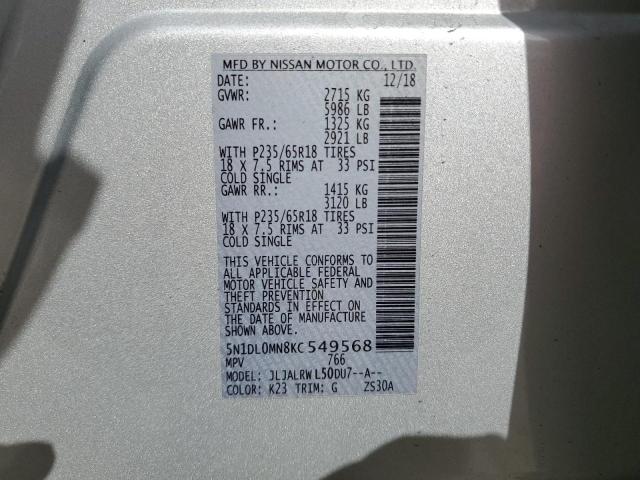 MFD BY NISSAN MOTOR CO., LTD.
DATE: 12/18
GVWR: 2715 KG
5986 LB
GAWR FR.: 1325 KG
2921 LB
WITH P235/65R18 TIRES
18 X 7.5 RIMS AT 33 PSI
COLD SINGLE
GAWR RR.: 1415 KG
3120 LB
WITH P235/65R18 TIRES
18 X 7.5 RIMS AT 33 PSI
COLD SINGLE
THIS VEHICLE CONFORMS TO
ALL APPLICABLE FEDERAL
MOTOR VEHICLE SAFETY AND
THEFT PREVENTION
STANDARDS IN EFFECT ON
THE DATE OF MANUFACTURE
SHOWN ABOVE.
5N1DL0MN8KC549568
MPV 766
MODEL: JLJALRWL50DU7--A--
COLOR: K23 TRIM: G ZS30A